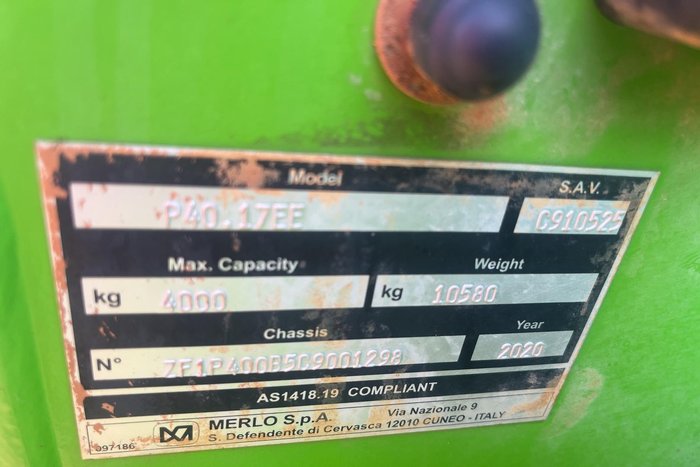 Model S.A.V.
P40.17EE G910525
Max. Capacity Weight
kg 4000 kg 10580
Chassis Year
N° ZF1P400B509001298 2020
AS1418.19 COMPLIANT
MERLO S.p.A. Via Nazionale 9
097186 S. Defendente di Cervasca 12010 CUNEO - ITALY